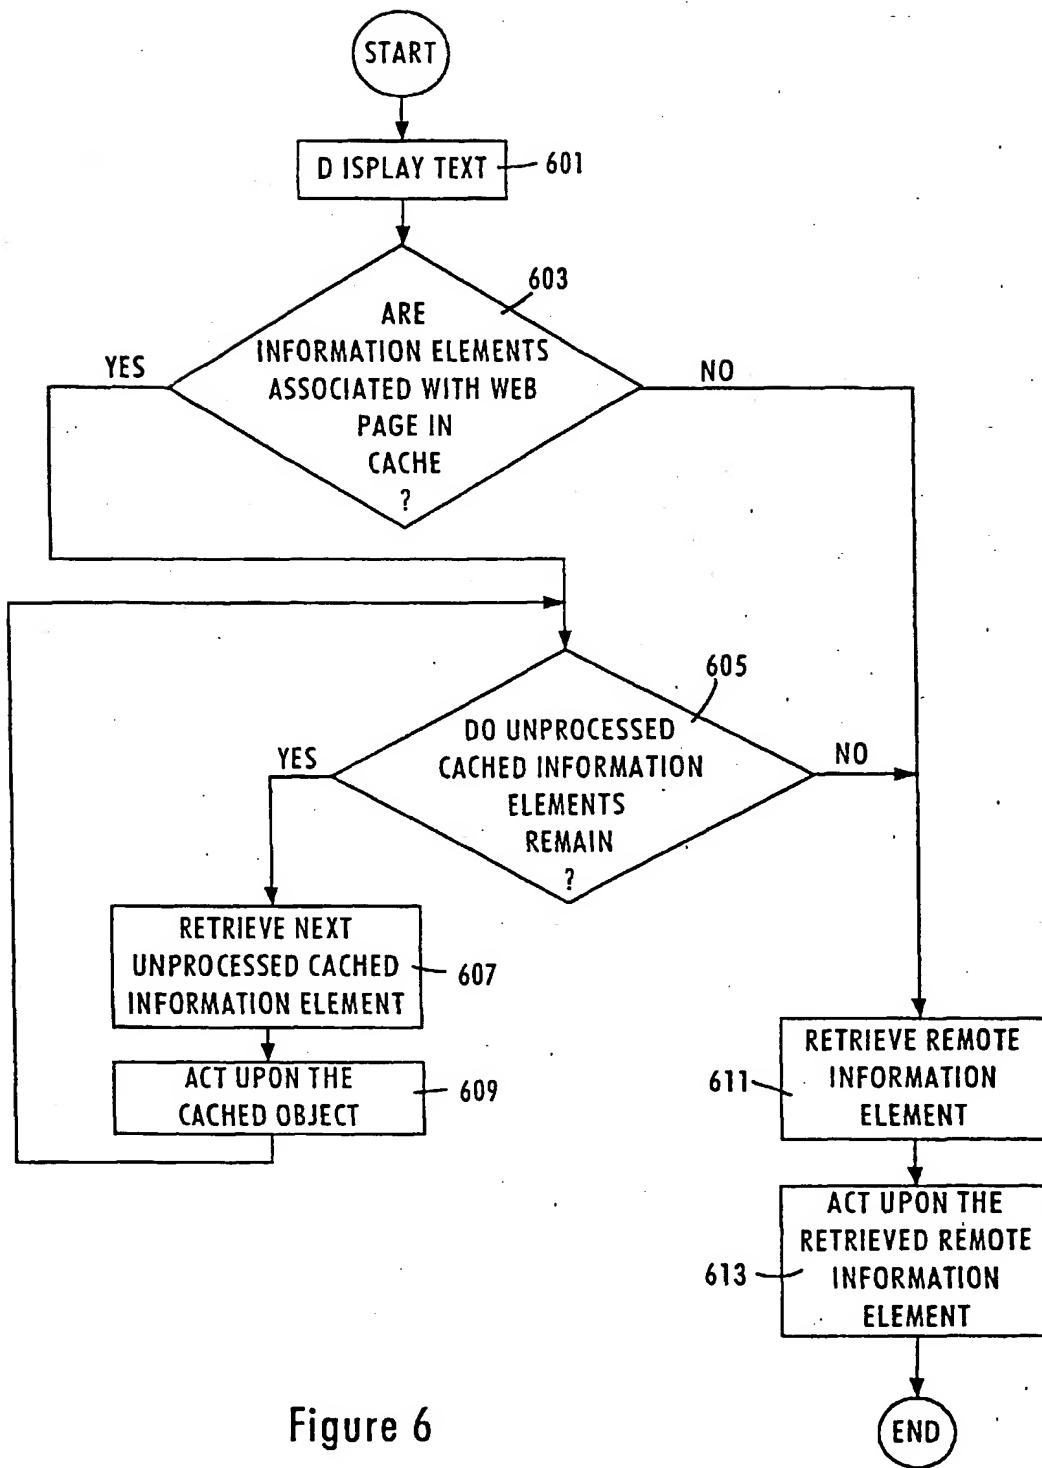 START
D ISPLAY TEXT
601
603
ARE
INFORMATION ELEMENTS
ASSOCIATED WITH WEB
PAGE IN
CACHE
?
YES
NO
605
DO UNPROCESSED
CACHED INFORMATION
ELEMENTS
REMAIN
?
YES
NO
RETRIEVE NEXT
UNPROCESSED CACHED
INFORMATION ELEMENT
607
ACT UPON THE
CACHED OBJECT
609
RETRIEVE REMOTE
INFORMATION
ELEMENT
611
ACT UPON THE
RETRIEVED REMOTE
INFORMATION
ELEMENT
613
END
Figure 6